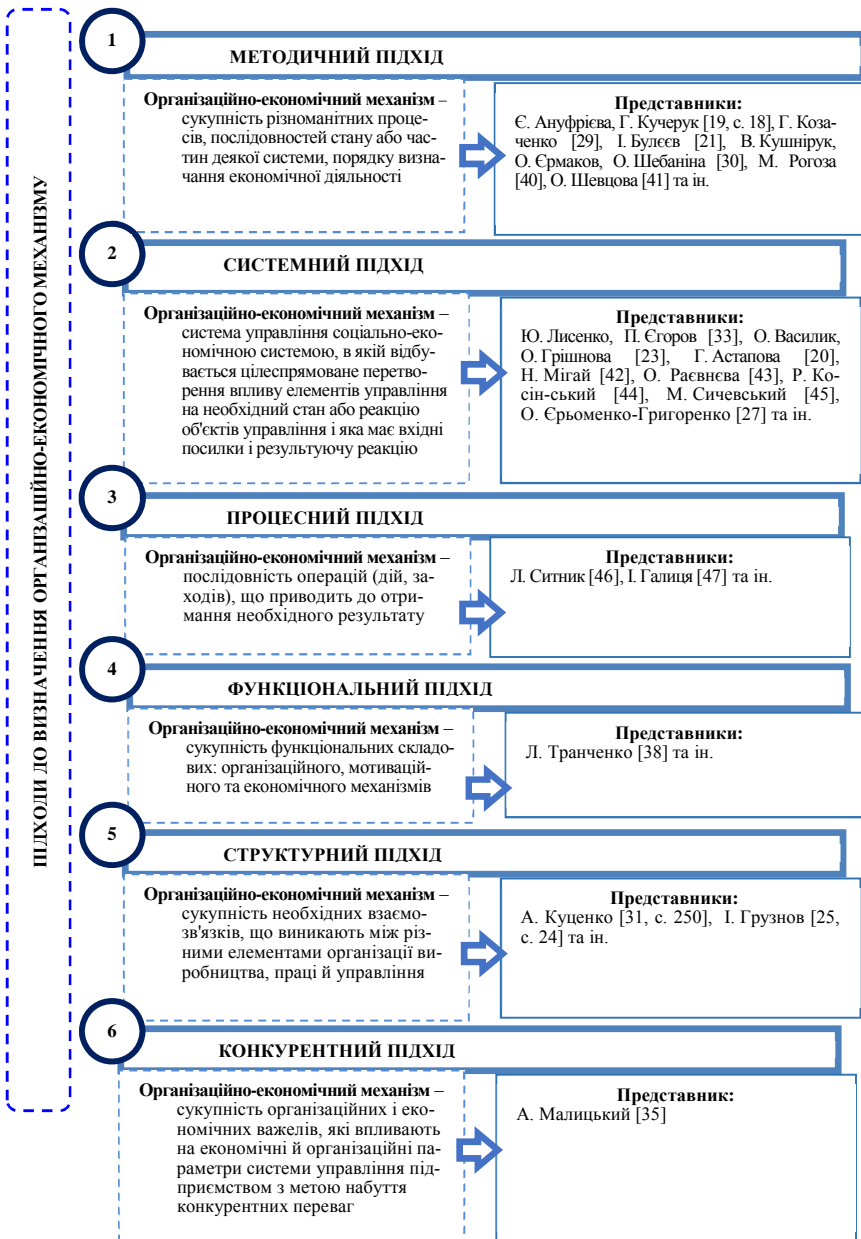 ПІДХОДИ ДО ВИЗНАЧЕННЯ ОРГАНІЗАЦІЙНО-ЕКОНОМІЧНОГО МЕХАНІЗМУ
1
МЕТОДИЧНИЙ ПІДХІД
Організаційно-економічний механізм –
сукупність різноманітних проце-
сів, послідовностей стану або час-
тин деякої системи, порядку визна-
чання економічної діяльності
Представники:
Є. Ануфрієва, Г. Кучерук [19, с. 18], Г. Коза-
ченко [29], І. Булєєв [21], В. Кушнірук,
О. Єрмаков, О. Шебаніна [30], М. Рогоза
[40], О. Шевцова [41] та ін.
2
СИСТЕМНИЙ ПІДХІД
Організаційно-економічний механізм –
система управління соціально-еко-
номічною системою, в якій відбу-
вається цілеспрямоване перетво-
рення впливу елементів управління
на необхідний стан або реакцію
об'єктів управління і яка має вхідні
посилки і результуючу реакцію
Представники:
Ю. Лисенко, П. Єгоров [33], О. Василик,
О. Грішнова [23], Г. Астапова [20],
Н. Мігай [42], О. Раєвнєва [43], Р. Ко-
сін-ський [44], М. Сичевський [45],
О. Єрьоменко-Григоренко [27] та ін.
3
ПРОЦЕСНИЙ ПІДХІД
Організаційно-економічний механізм –
послідовність операцій (дій, за-
ходів), що приводить до отри-
мання необхідного результату
Представники:
Л. Ситник [46], І. Галиця [47] та ін.
4
ФУНКЦІОНАЛЬНИЙ ПІДХІД
Організаційно-економічний механізм –
сукупність функціональних складо-
вих: організаційного, мотивацій-
ного та економічного механізмів
Представники:
Л. Транченко [38] та ін.
5
СТРУКТУРНИЙ ПІДХІД
Організаційно-економічний механізм –
сукупність необхідних взаємо-
зв'язків, що виникають між різ-
ними елементами організації ви-
робництва, праці й управління
Представники:
А. Куценко [31, с. 250], І. Грузнов [25,
с. 24] та ін.
6
КОНКУРЕНТНИЙ ПІДХІД
Організаційно-економічний механізм –
сукупність організаційних і еко-
номічних важелів, які впливають
на економічні й організаційні па-
раметри системи управління під-
приємством з метою набуття
конкурентних переваг
Представник:
А. Малицький [35]